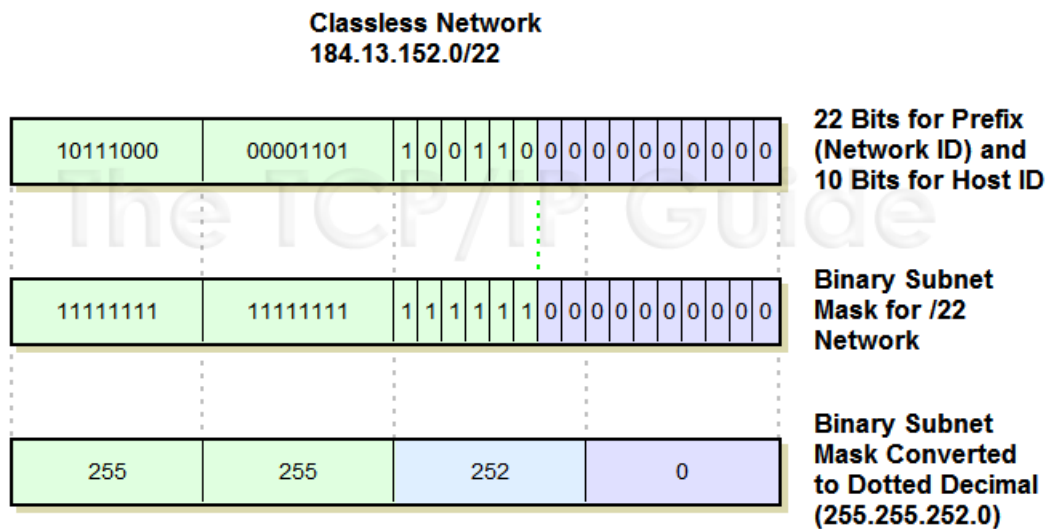 Classless Network
184.13.152.0/22
10111000 00001101 1 0 0 1 1 0 0 0 0 0 0 0 0 0 0 0
22 Bits for Prefix
(Network ID) and
10 Bits for Host ID
The TCP/IP Guide
11111111 11111111 1 1 1 1 1 1 0 0 0 0 0 0 0 0 0 0
Binary Subnet
Mask for /22
Network
255 255 252 0
Binary Subnet
Mask Converted
to Dotted Decimal
(255.255.252.0)